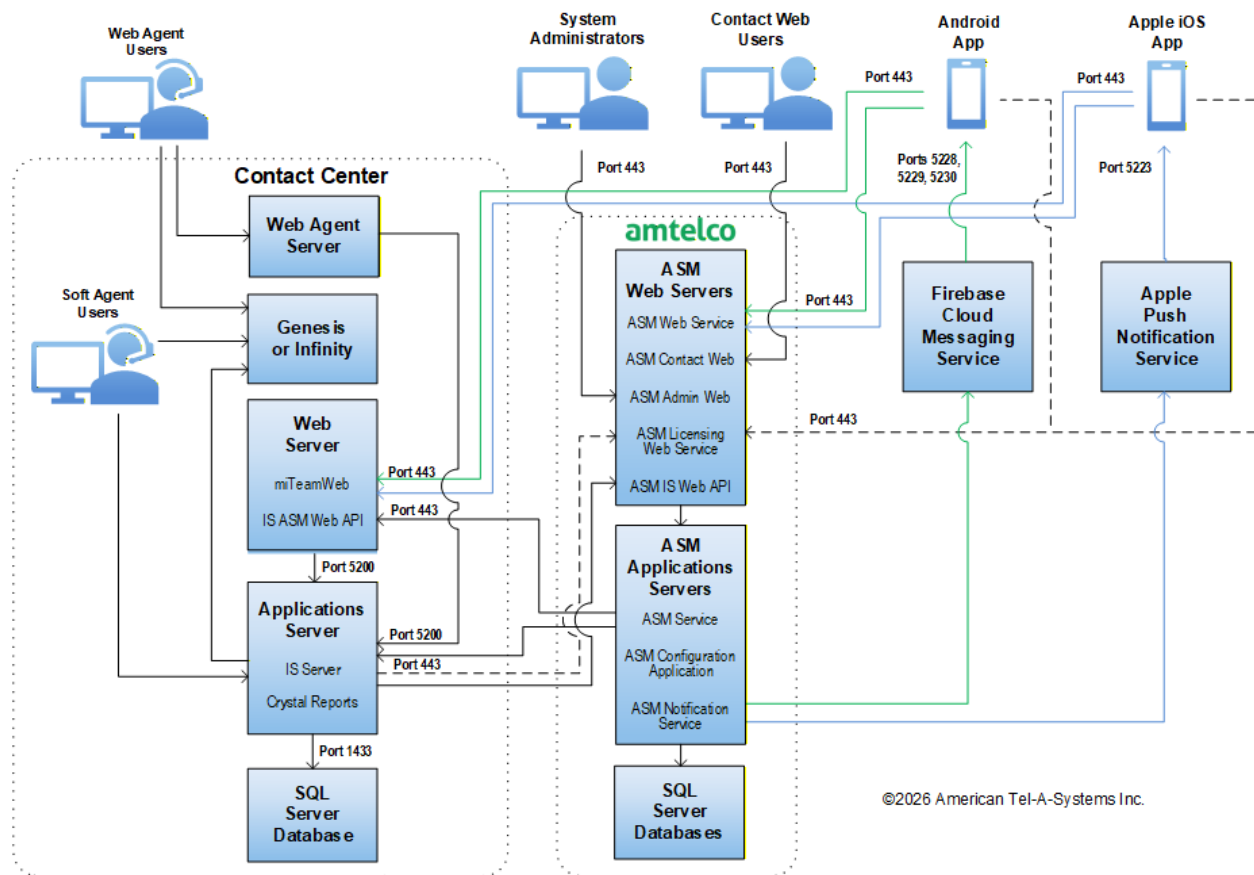 Web Agent
Users
System
Administrators
Contact Web
Users
Android
App
Apple iOS
App
Port 443
Port 443
Port 443
Port 443
Ports 5228,
5229, 5230
Port 5223
Contact Center
Web Agent
Server
Soft Agent
Users
Genesis
or Infinity
Web
Server
miTeamWeb
IS ASM Web API
Port 443
Port 443
Port 5200
Applications
Server
IS Server
Crystal Reports
Port 5200
Port 443
Port 1433
SQL
Server
Database
amtelco
ASM
Web Servers
ASM Web Service
ASM Contact Web
ASM Admin Web
ASM Licensing
Web Service
ASM IS Web API
Port 443
Port 443
ASM
Applications
Servers
ASM Service
ASM Configuration
Application
ASM Notification
Service
SQL
Server
Databases
Firebase
Cloud
Messaging
Service
Apple
Push
Notification
Service
©2026 American Tel-A-Systems Inc.